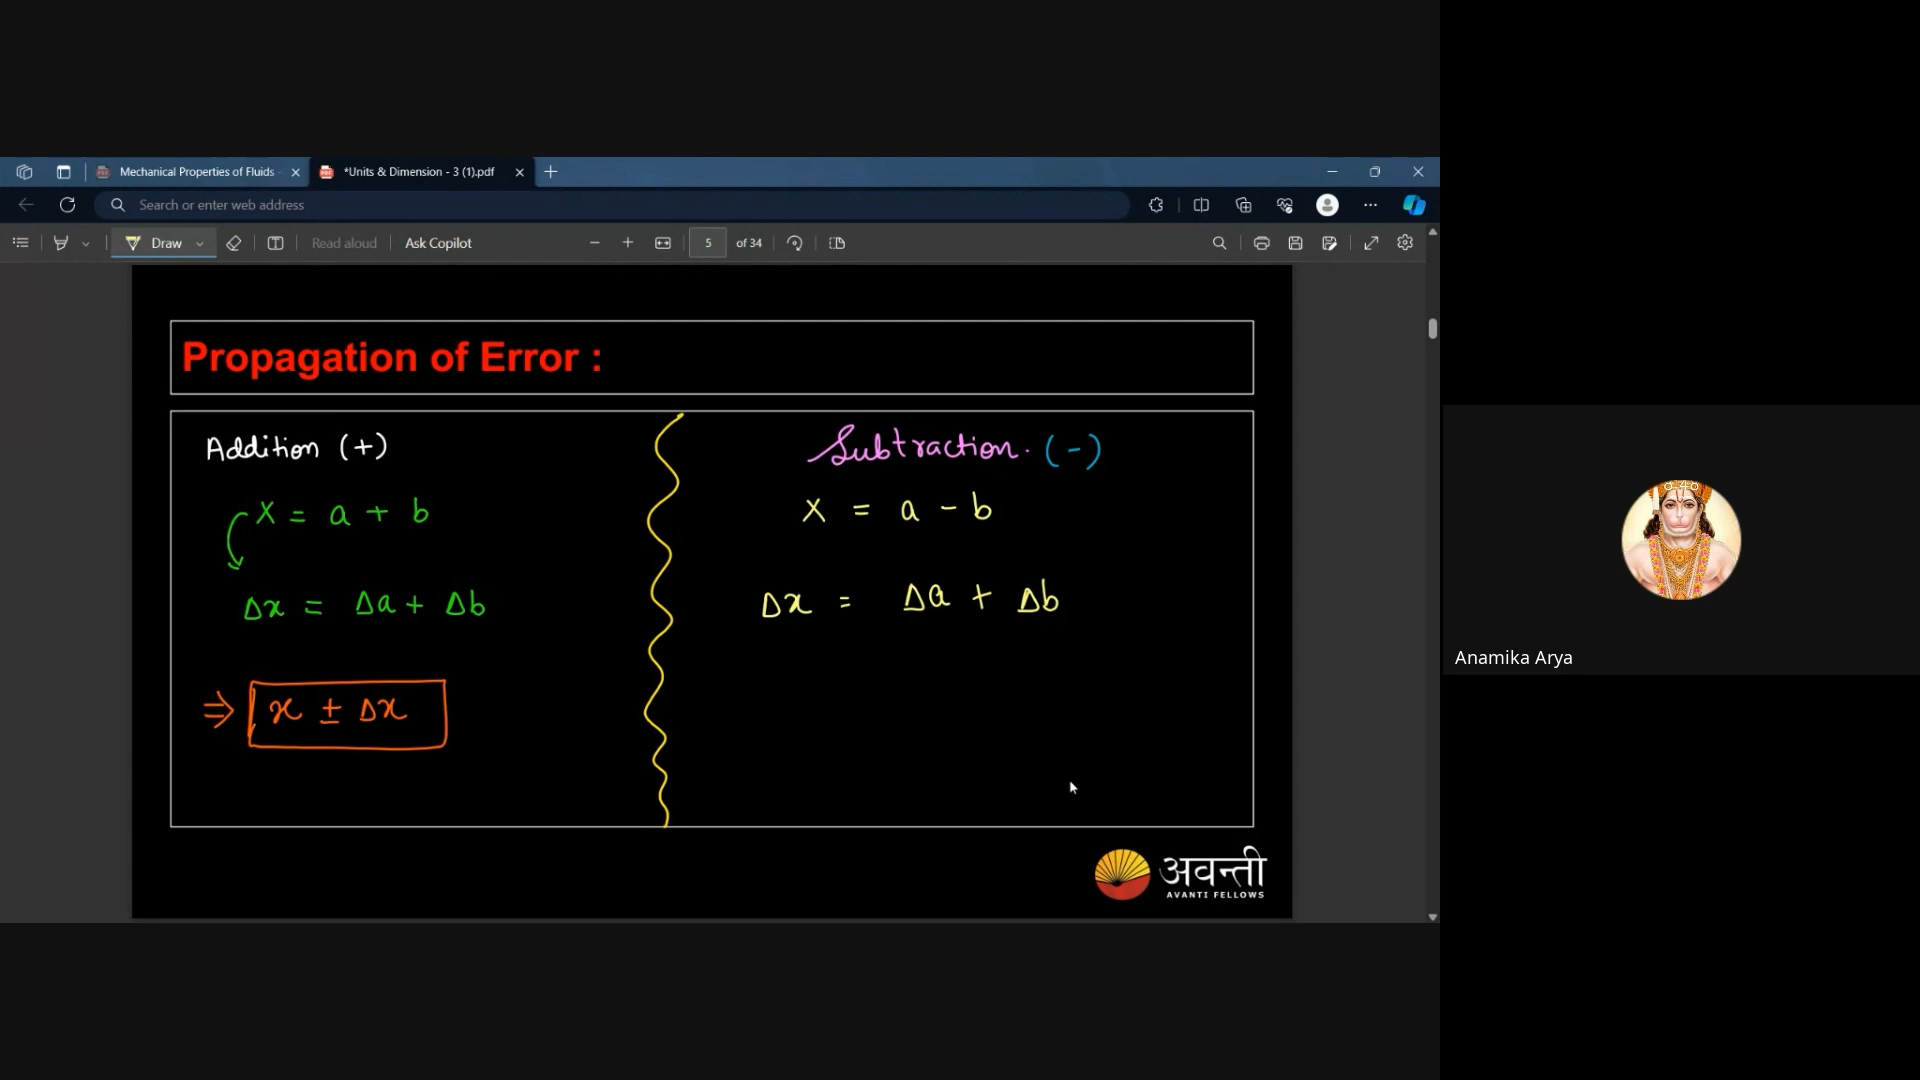 Mechanical Properties of Fluids -
*Units & Dimension - 3 (1).pdf
Search or enter web address
Draw
Read aloud
Ask Copilot
5 of 34
Propagation of Error :
Addition (+)
X = a + b
Δx = Δa + Δb
⇒ x ± Δx
Subtraction. (-)
X = a - b
Δx = Δa + Δb
अवन्ती
AVANTI FELLOWS
Anamika Arya